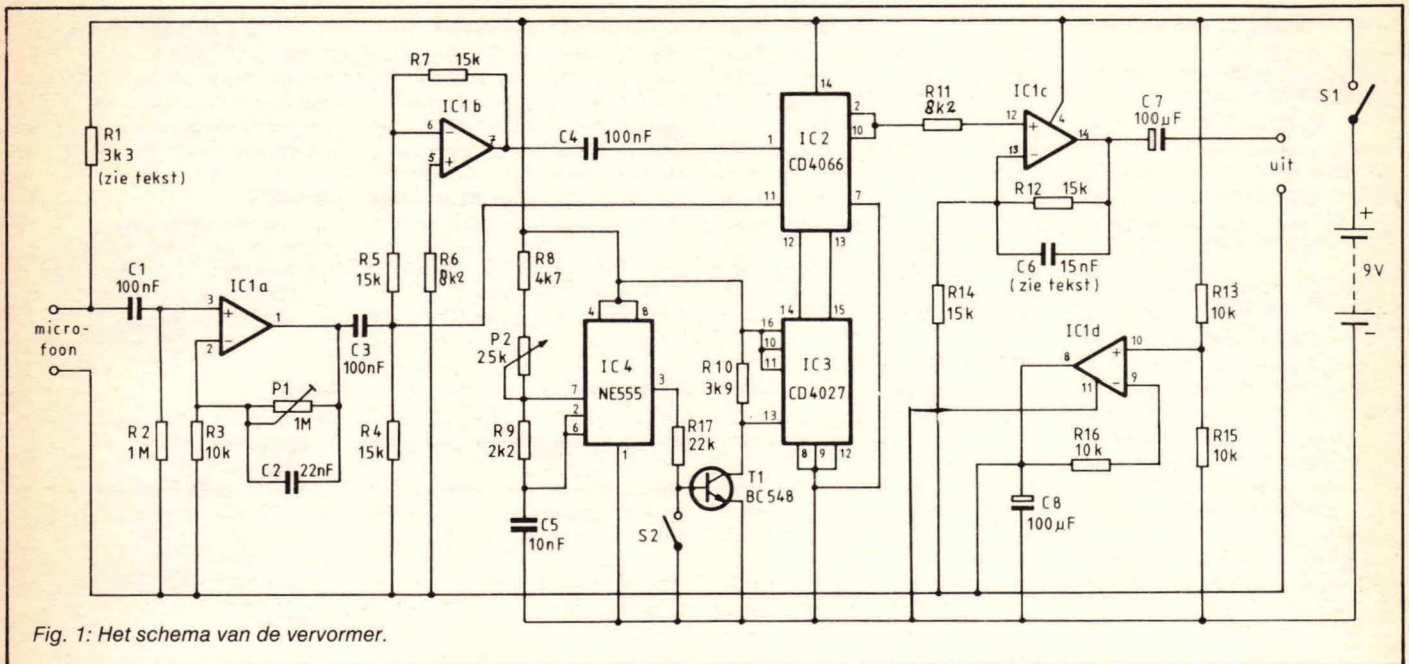 R1
3k3
(zie tekst)
C1
100nF
micro-
foon
R2
1M
3
+
2
-
IC1a
1
R3
10k
P1
1M
C2
22nF
C3
100nF
R4
15k
R5
15k
R6
8k2
R7
15k
IC1b
6
-
5
+
7
C4
100nF
R8
4k7
P2
25k
R9
2k2
C5
10nF
4
8
7
2
6
3
1
IC4
NE555
R17
22k
S2
T1
BC548
R10
3k9
14
1
11
2
10
7
12
13
IC2
CD4066
14
15
16
10
11
13
8
9
12
IC3
CD4027
R11
8k2
IC1c
12
+
13
-
4
14
R12
15k
C6
15nF
(zie tekst)
R14
15k
C7
100µF
uit
S1
+
9V
-
R13
10k
IC1d
8
+
10
-
9
11
R16
10k
R15
10k
C8
100µF
Fig. 1: Het schema van de vervormer.